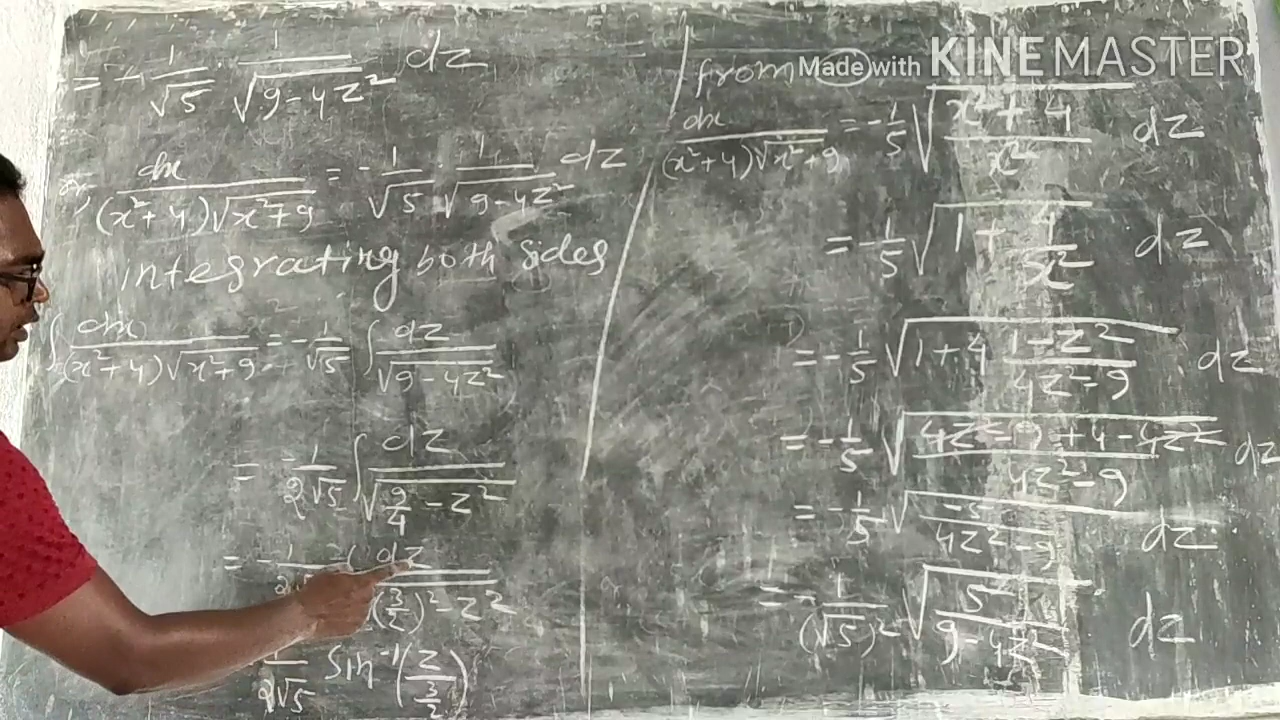 = - 1/√5 · 1/√(9-4z²) dz
or, dx/((x²+4)√(x²+9)) = - 1/√5 · 1/√(9-4z²) dz
integrating both sides
∫ dx/((x²+4)√(x²+9)) = - 1/√5 ∫ dz/√(9-4z²)
= - 1/(2√5) ∫ dz/√(9/4 - z²)
dz/((3/2)² - z²)
1/(2√5) Sin⁻¹(z/(3/2))
from
Made with KINEMASTER
dx/((x²+4)√(x²+9)) = - 1/5 √((x²+4)/x²) dz
= - 1/5 √(1+ 4/x²) dz
= - 1/5 √(1+4 (1-z²)/(4z²-9)) dz
= - 1/5 √((4z²-9+4-4z²)/(4z²-9)) dz
= - 1/5 √(-5/(4z²-9)) dz
= - 1/(√5)² √(5/(9-4z²)) dz